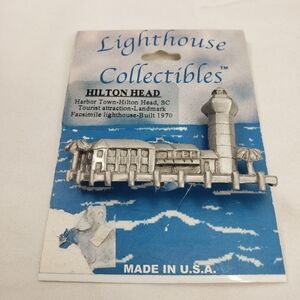 Lighthouse
Collectibles™
HILTON HEAD
Harbor Town-Hilton Head, SC
Tourist attraction-Landmark
Facsimile lighthouse-Built 1970
MADE IN U.S.A.